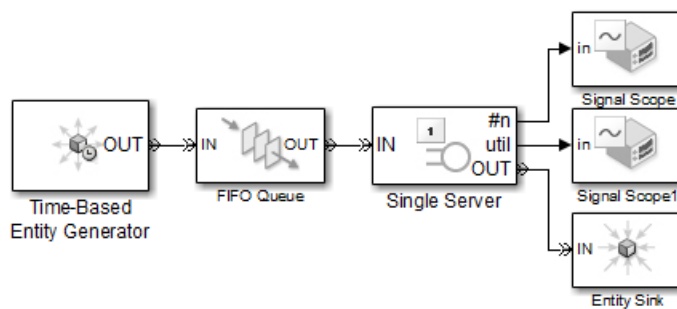 OUT
Time-Based
Entity Generator
IN
OUT
FIFO Queue
IN
1
#n
util
OUT
Single Server
in
Signal Scope
in
Signal Scope1
IN
Entity Sink